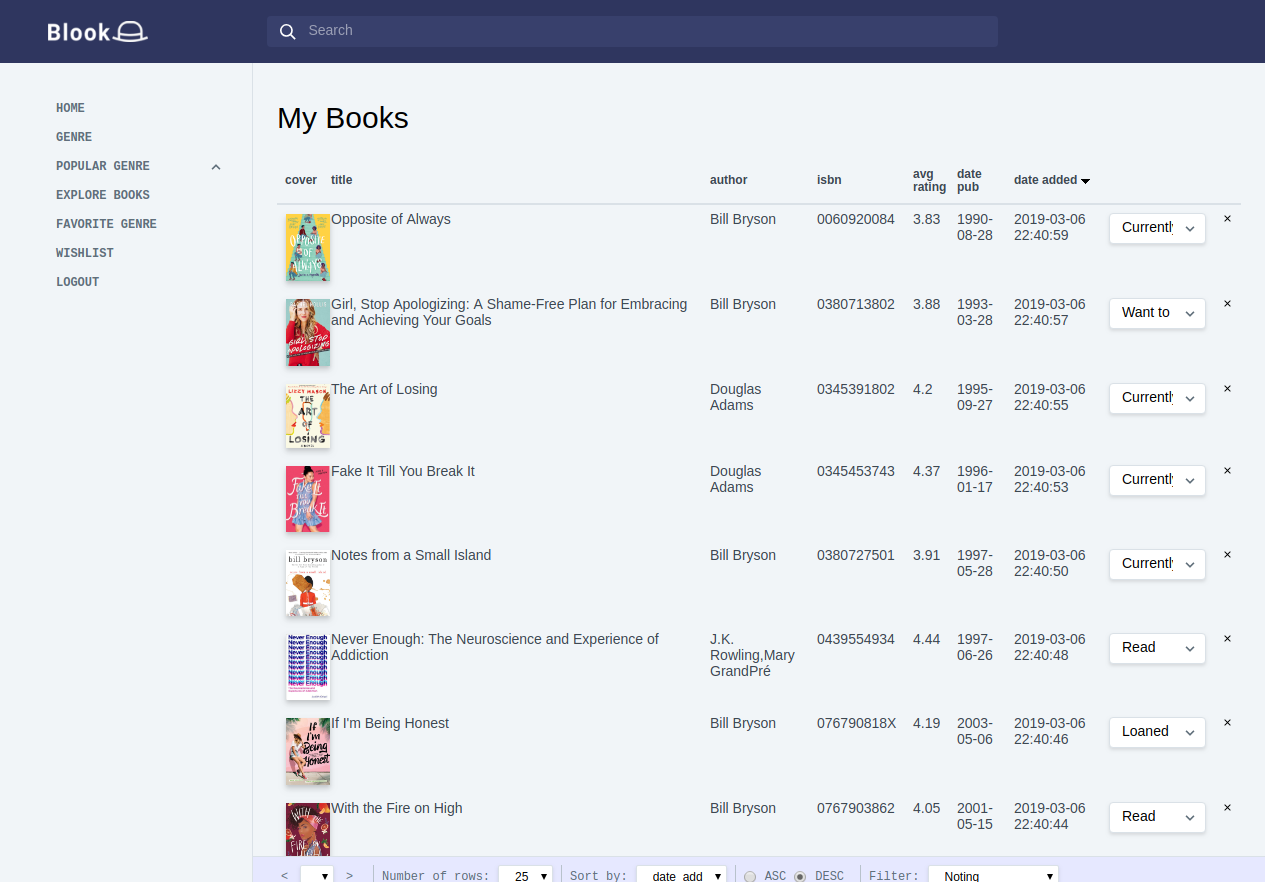 Blook
Search
HOME
GENRE
POPULAR GENRE
EXPLORE BOOKS
FAVORITE GENRE
WISHLIST
LOGOUT
My Books
cover title author isbn avg rating date pub date added
Opposite of Always Bill Bryson 0060920084 3.83 1990- 2019-03-06 Currently ×
08-28 22:40:59
Girl, Stop Apologizing: A Shame-Free Plan for Embracing Bill Bryson 0380713802 3.88 1993- 2019-03-06 Want to ×
and Achieving Your Goals 03-28 22:40:57
The Art of Losing Douglas 0345391802 4.2 1995- 2019-03-06 Currently ×
Adams 09-27 22:40:55
Fake It Till You Break It Douglas 0345453743 4.37 1996- 2019-03-06 Currently ×
Adams 01-17 22:40:53
Notes from a Small Island Bill Bryson 0380727501 3.91 1997- 2019-03-06 Currently ×
05-28 22:40:50
Never Enough: The Neuroscience and Experience of J.K. 0439554934 4.44 1997- 2019-03-06 Read ×
Addiction Rowling,Mary 06-26 22:40:48
GrandPré
If I'm Being Honest Bill Bryson 076790818X 4.19 2003- 2019-03-06 Loaned ×
05-06 22:40:46
With the Fire on High Bill Bryson 0767903862 4.05 2001- 2019-03-06 Read ×
05-15 22:40:44
< > Number of rows: 25 Sort by: date_add ASC DESC Filter: Noting